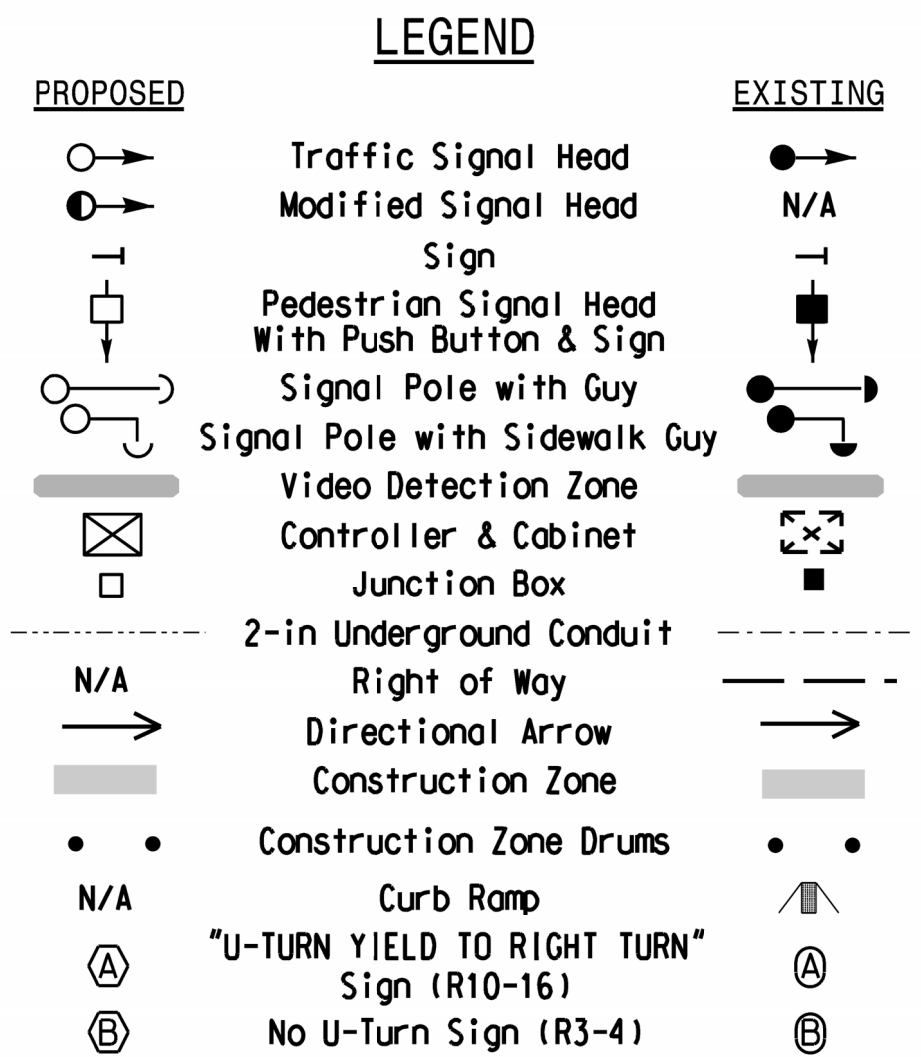 LEGEND
PROPOSED EXISTING
Traffic Signal Head
Modified Signal Head N/A
Sign
Pedestrian Signal Head
With Push Button & Sign
Signal Pole with Guy
Signal Pole with Sidewalk Guy
Video Detection Zone
Controller & Cabinet
Junction Box
2-in Underground Conduit
N/A Right of Way
Directional Arrow
Construction Zone
Construction Zone Drums
N/A Curb Ramp
"U-TURN YIELD TO RIGHT TURN"
A Sign (R10-16) A
B No U-Turn Sign (R3-4) B